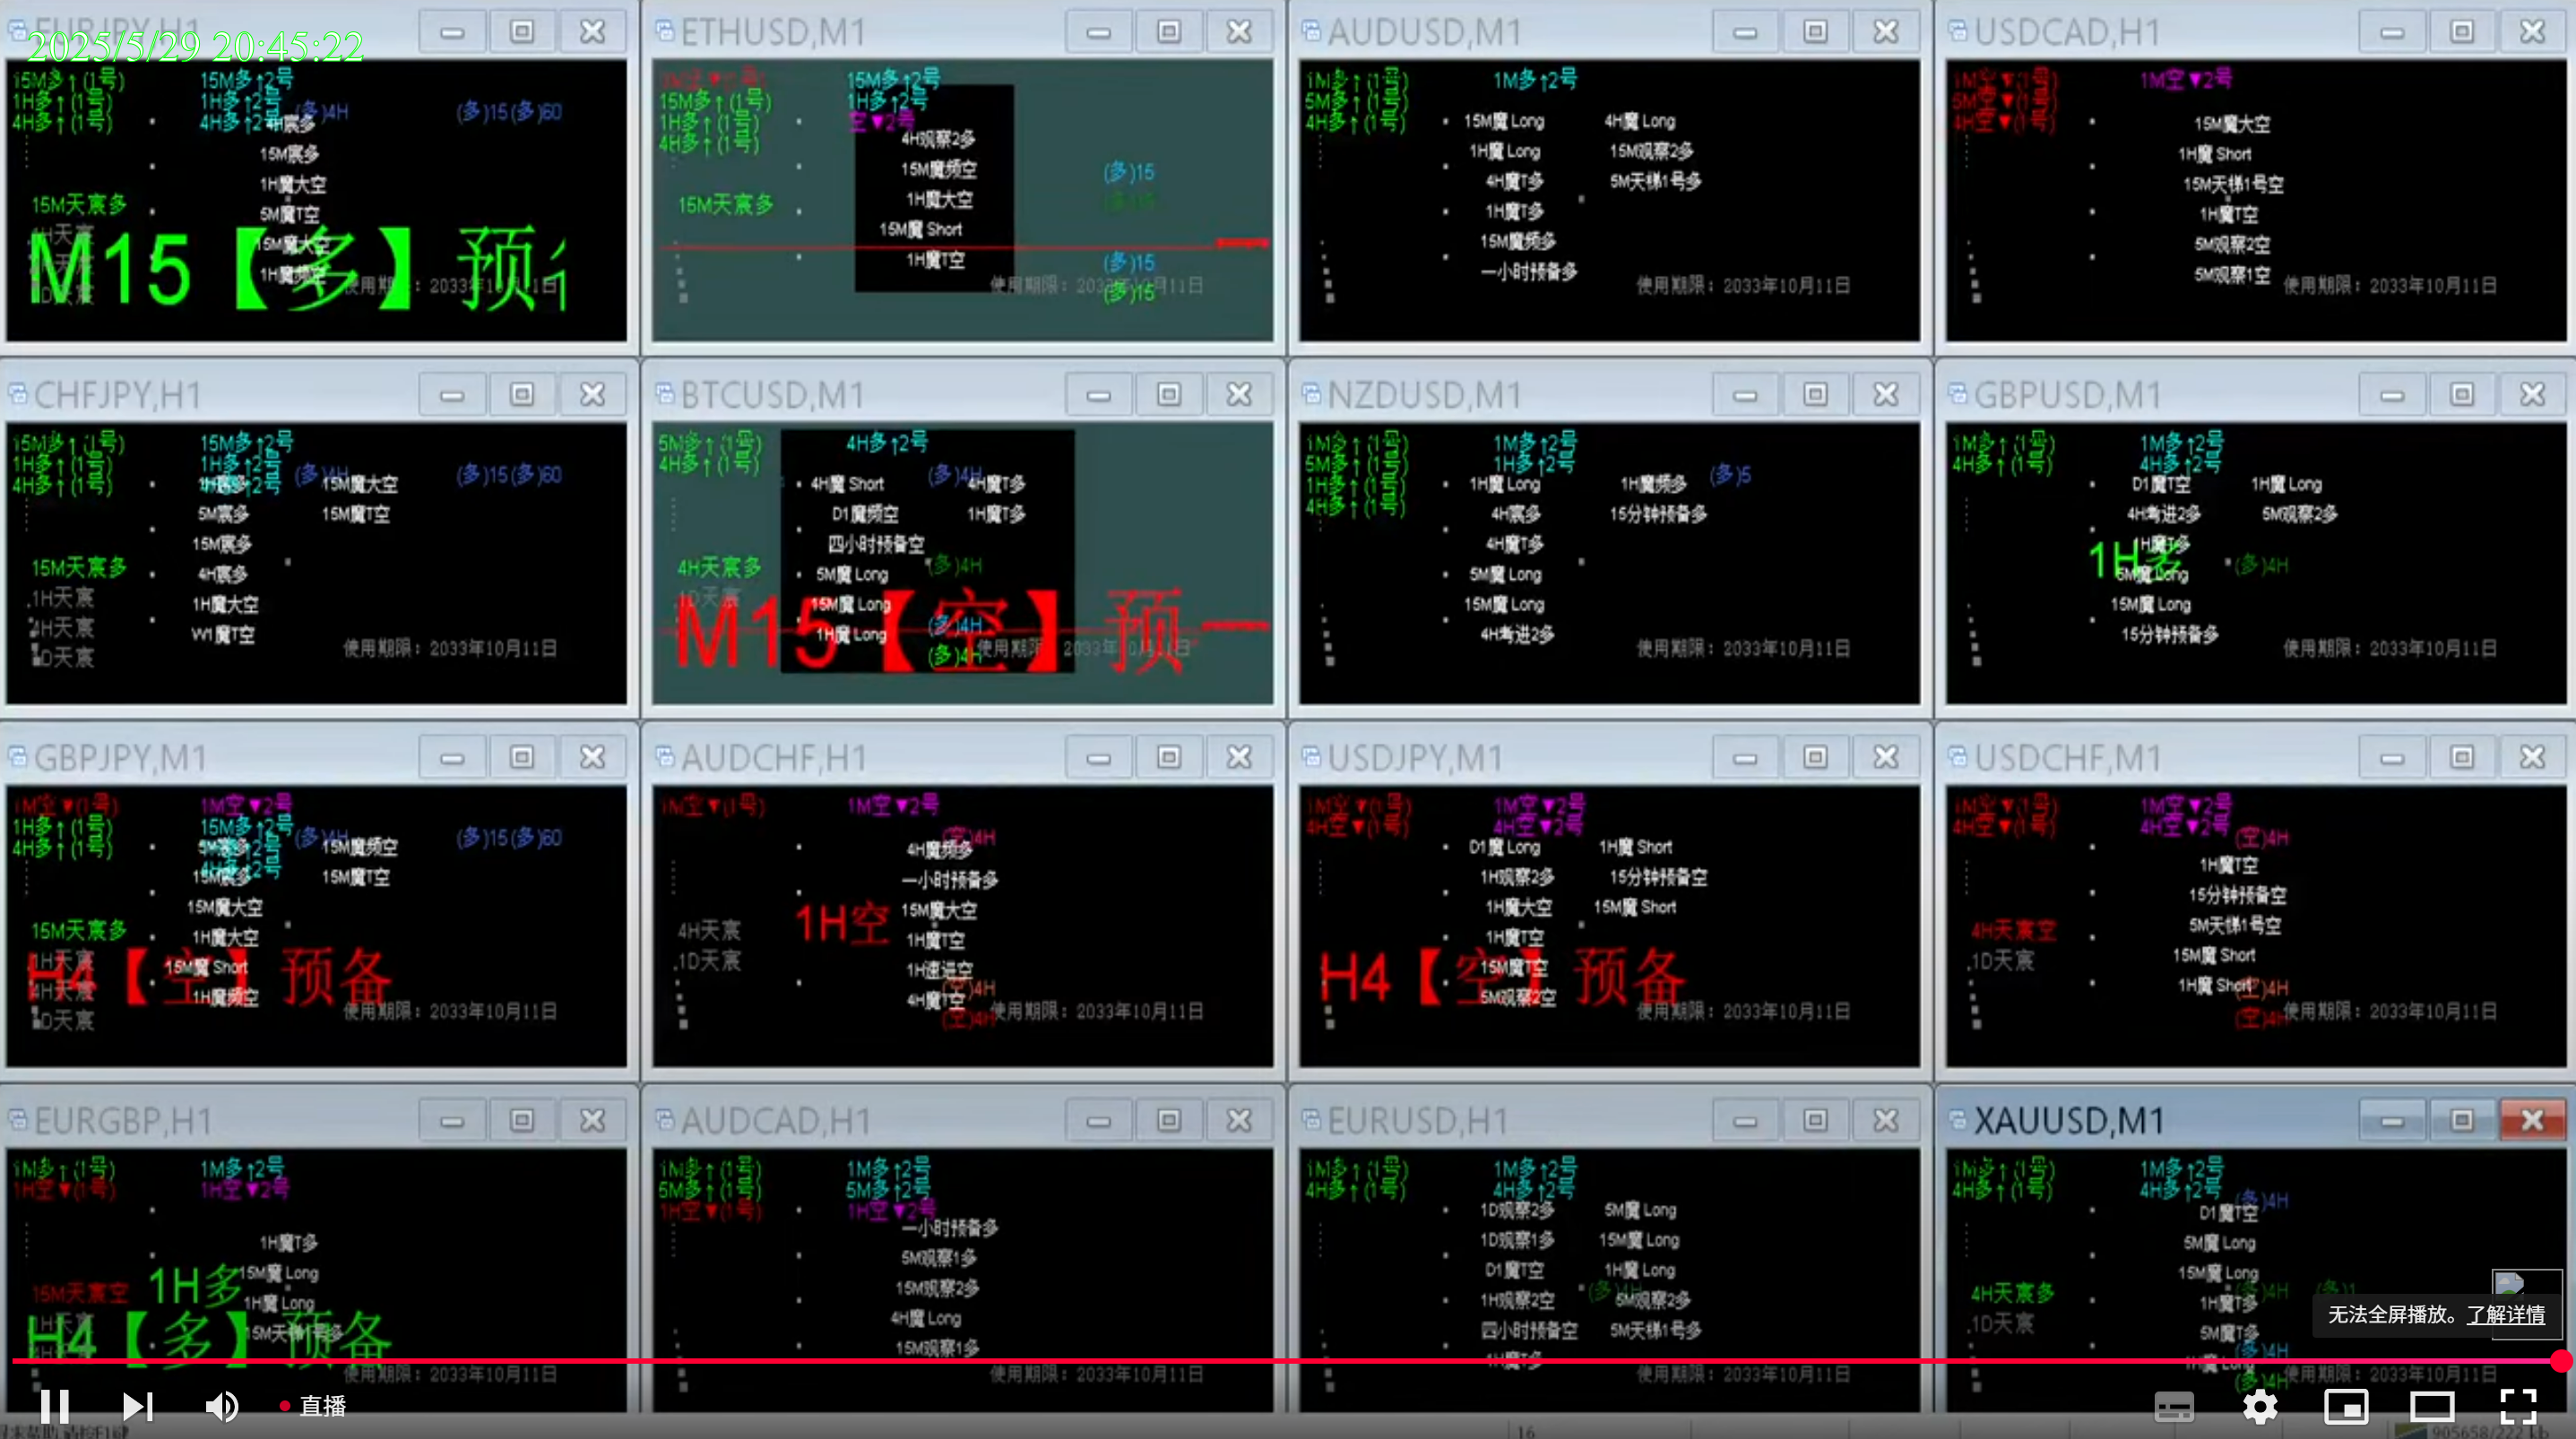 EURJPY,H1
2025/5/29 20:45:22
15M多↑(1号) 15M多↑2号
1H多↑(1号) 1H多↑2号 (多)4H (多)15(多)60
4H多↑(1号) 4H多↑2号 4H宸多
15M宸多
1H魔大空
15M天宸多 5M魔T空
15M魔大空
M15【多】预
1H魔频空
使用期限：2033年10月11日
ETHUSD,M1
15M多↑2号
15M多↑(1号) 1H多↑2号
1H多↑(1号) 空▼2号
4H多↑(1号) 4H观察2多
15M魔频空 (多)15
15M天宸多 1H魔大空
15M魔 Short
1H魔T空 (多)15
(多)15
AUDUSD,M1
1M多↑(1号) 1M多↑2号
5M多↑(1号)
4H多↑(1号) 15M魔 Long 4H魔 Long
1H魔 Long 15M观察2多
4H魔T多 5M天梯1号多
1H魔T多
15M魔频多
一小时预备多
使用期限：2033年10月11日
USDCAD,H1
1M空▼(1号) 1M空▼2号
5M空▼(1号)
4H空▼(1号) 15M魔大空
1H魔 Short
15M天梯1号空
1H魔T空
5M观察2空
5M观察1空
使用期限：2033年10月11日
CHFJPY,H1
15M多↑(1号) 15M多↑2号
1H多↑(1号) 1H多↑2号 (多)4H (多)15(多)60
4H多↑(1号) 1H宸多 15M魔大空
5M宸多 15M魔T空
15M宸多
15M天宸多 4H宸多
1H天宸 1H魔大空
4H天宸 W1魔T空
D天宸
使用期限：2033年10月11日
BTCUSD,M1
5M多↑(1号) 4H多↑2号
4H多↑(1号)
4H魔 Short (多)4H 4H魔T多
D1魔频空 1H魔T多
四小时预备空
4H天宸多 5M魔 Long (多)4H
1D天宸 15M魔 Long
M15【空】预
1H魔 Long (多)4H
(多)4H
NZDUSD,M1
1M多↑(1号) 1M多↑2号
5M多↑(1号) 1H多↑2号
1H多↑(1号) 1H魔 Long 1H魔频多 (多)5
4H多↑(1号) 4H宸多 15分钟预备多
4H魔T多
5M魔 Long
15M魔 Long
4H考进2多
使用期限：2033年10月11日
GBPUSD,M1
1M多↑(1号) 1M多↑2号
4H多↑(1号) 4H多↑2号
D1魔T空 1H魔 Long
4H考进2多 5M观察2多
1H魔T多
1H多 (多)4H
5M魔 Long
15M魔 Long
15分钟预备多
使用期限：2033年10月11日
GBPJPY,M1
1M空▼(1号) 1M空▼2号
1H多↑(1号) 15M多↑2号 (多)4H (多)15(多)60
4H多↑(1号) 5M宸多 15M魔频空
4H多↑2号 15M宸多 15M魔T空
15M魔大空
15M天宸多 1H魔大空
1H天宸 15M魔 Short
H4【空】预备
4H天宸 1H魔频空
D天宸
使用期限：2033年10月11日
AUDCHF,H1
1M空▼(1号) 1M空▼2号
(空)4H
4H魔频多
一小时预备多
1H空 15M魔大空
4H天宸 1H魔T空
1D天宸 1H速进空
(空)4H
4H魔T空
(空)4H
使用期限：2033年10月11日
USDJPY,M1
1M空▼(1号) 1M空▼2号
4H空▼(1号) 4H空▼2号
D1魔 Long 1H魔 Short
1H观察2多 15分钟预备空
1H魔大空 15M魔 Short
1H魔T空
H4【空】预备
15M魔T空
5M观察2空
使用期限：2033年10月11日
USDCHF,M1
1M空▼(1号) 1M空▼2号
4H空▼(1号) 4H空▼2号
(空)4H
1H魔T空
15分钟预备空
4H天宸空 5M天梯1号空
1D天宸 15M魔 Short
1H魔 Short (空)4H
(空)4H
使用期限：2033年10月11日
EURGBP,H1
1M多↑(1号) 1M多↑2号
1H空▼(1号) 1H空▼2号
1H魔T多
15M天宸空 1H多 15M魔 Long
1H魔 Long
H4【多】预备
15M天梯1号多
使用期限：2033年10月11日
AUDCAD,H1
1M多↑(1号) 1M多↑2号
5M多↑(1号) 5M多↑2号
1H空▼(1号) 1H空▼2号
一小时预备多
5M观察1多
15M观察2多
4H魔 Long
15M观察1多
使用期限：2033年10月11日
EURUSD,H1
1M多↑(1号) 1M多↑2号
4H多↑(1号) 4H多↑2号
1D观察2多 5M魔 Long
1D观察1多 15M魔 Long
D1魔T空 1H魔 Long
1H观察2空 5M观察2多
四小时预备空 5M天梯1号多
1H魔T多
使用期限：2033年10月11日
XAUUSD,M1
1M多↑(1号) 1M多↑2号
4H多↑(1号) 4H多↑2号 (多)4H
D1魔T空
5M魔 Long
15M魔 Long
4H天宸多 1H魔T多 (多)4H
1D天宸 5M魔T多
(多)4H
1H魔 Long
(多)4H
使用期限：2033年10月11日
无法全屏播放。了解详情
直播
16
905658/222 kb